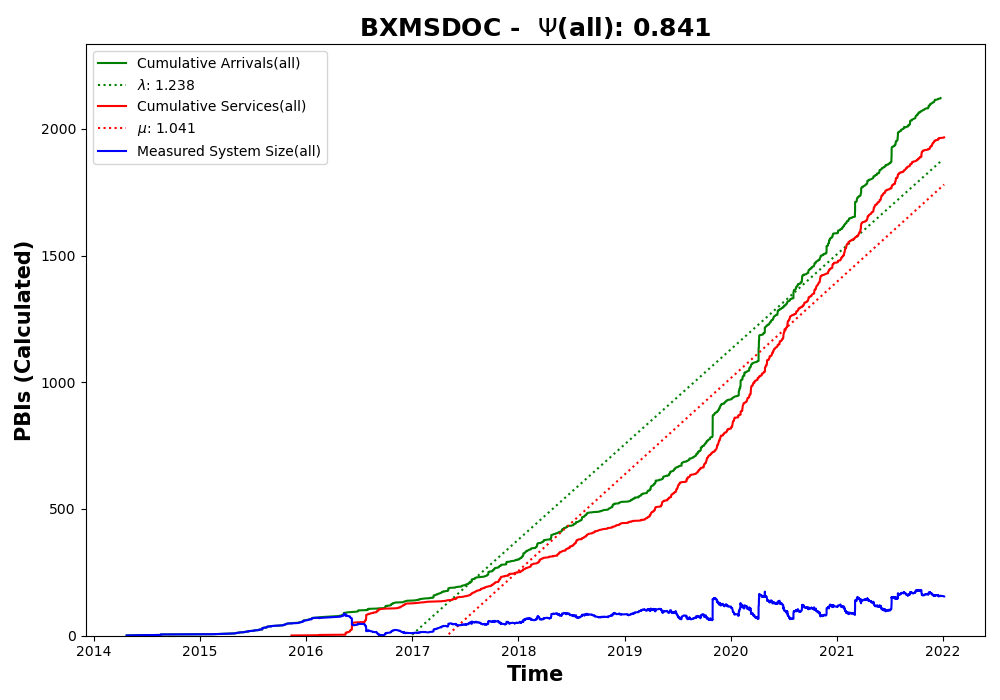 BXMSDOC - Ψ(all): 0.841
Cumulative Arrivals(all)
λ: 1.238
Cumulative Services(all)
μ: 1.041
Measured System Size(all)
PBIs (Calculated)
2000
1500
1000
500
0
2014 2015 2016 2017 2018 2019 2020 2021 2022
Time